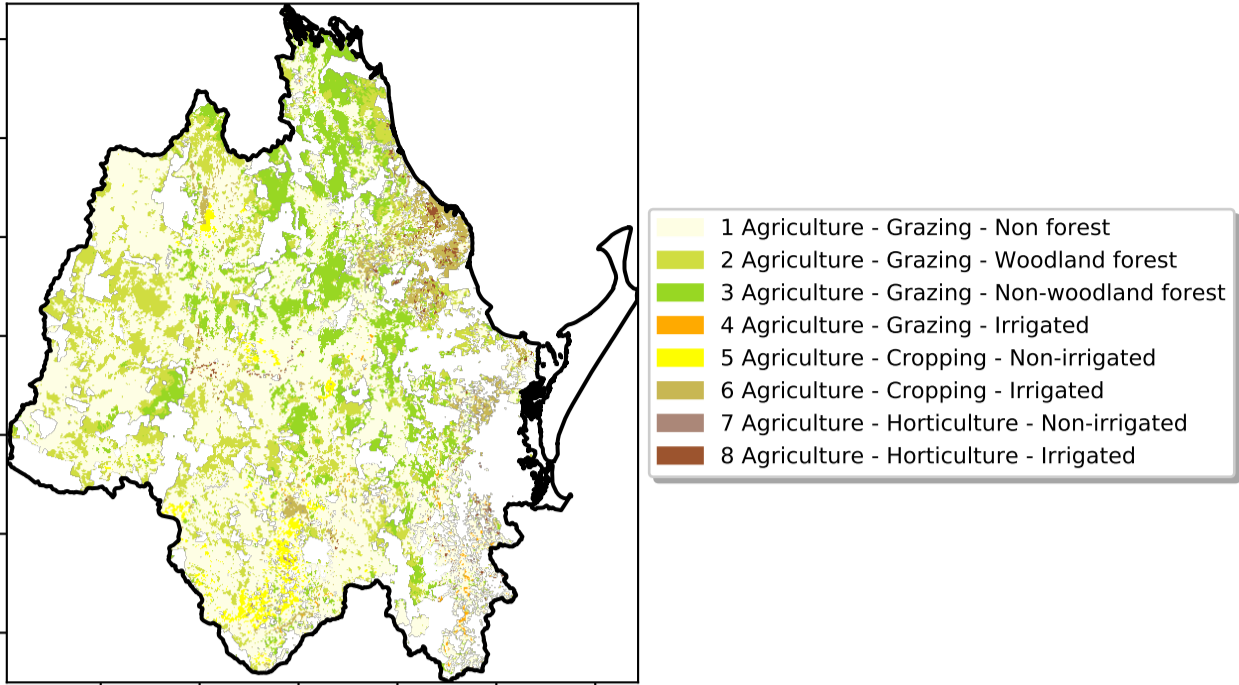 1 Agriculture - Grazing - Non forest
2 Agriculture - Grazing - Woodland forest
3 Agriculture - Grazing - Non-woodland forest
4 Agriculture - Grazing - Irrigated
5 Agriculture - Cropping - Non-irrigated
6 Agriculture - Cropping - Irrigated
7 Agriculture - Horticulture - Non-irrigated
8 Agriculture - Horticulture - Irrigated